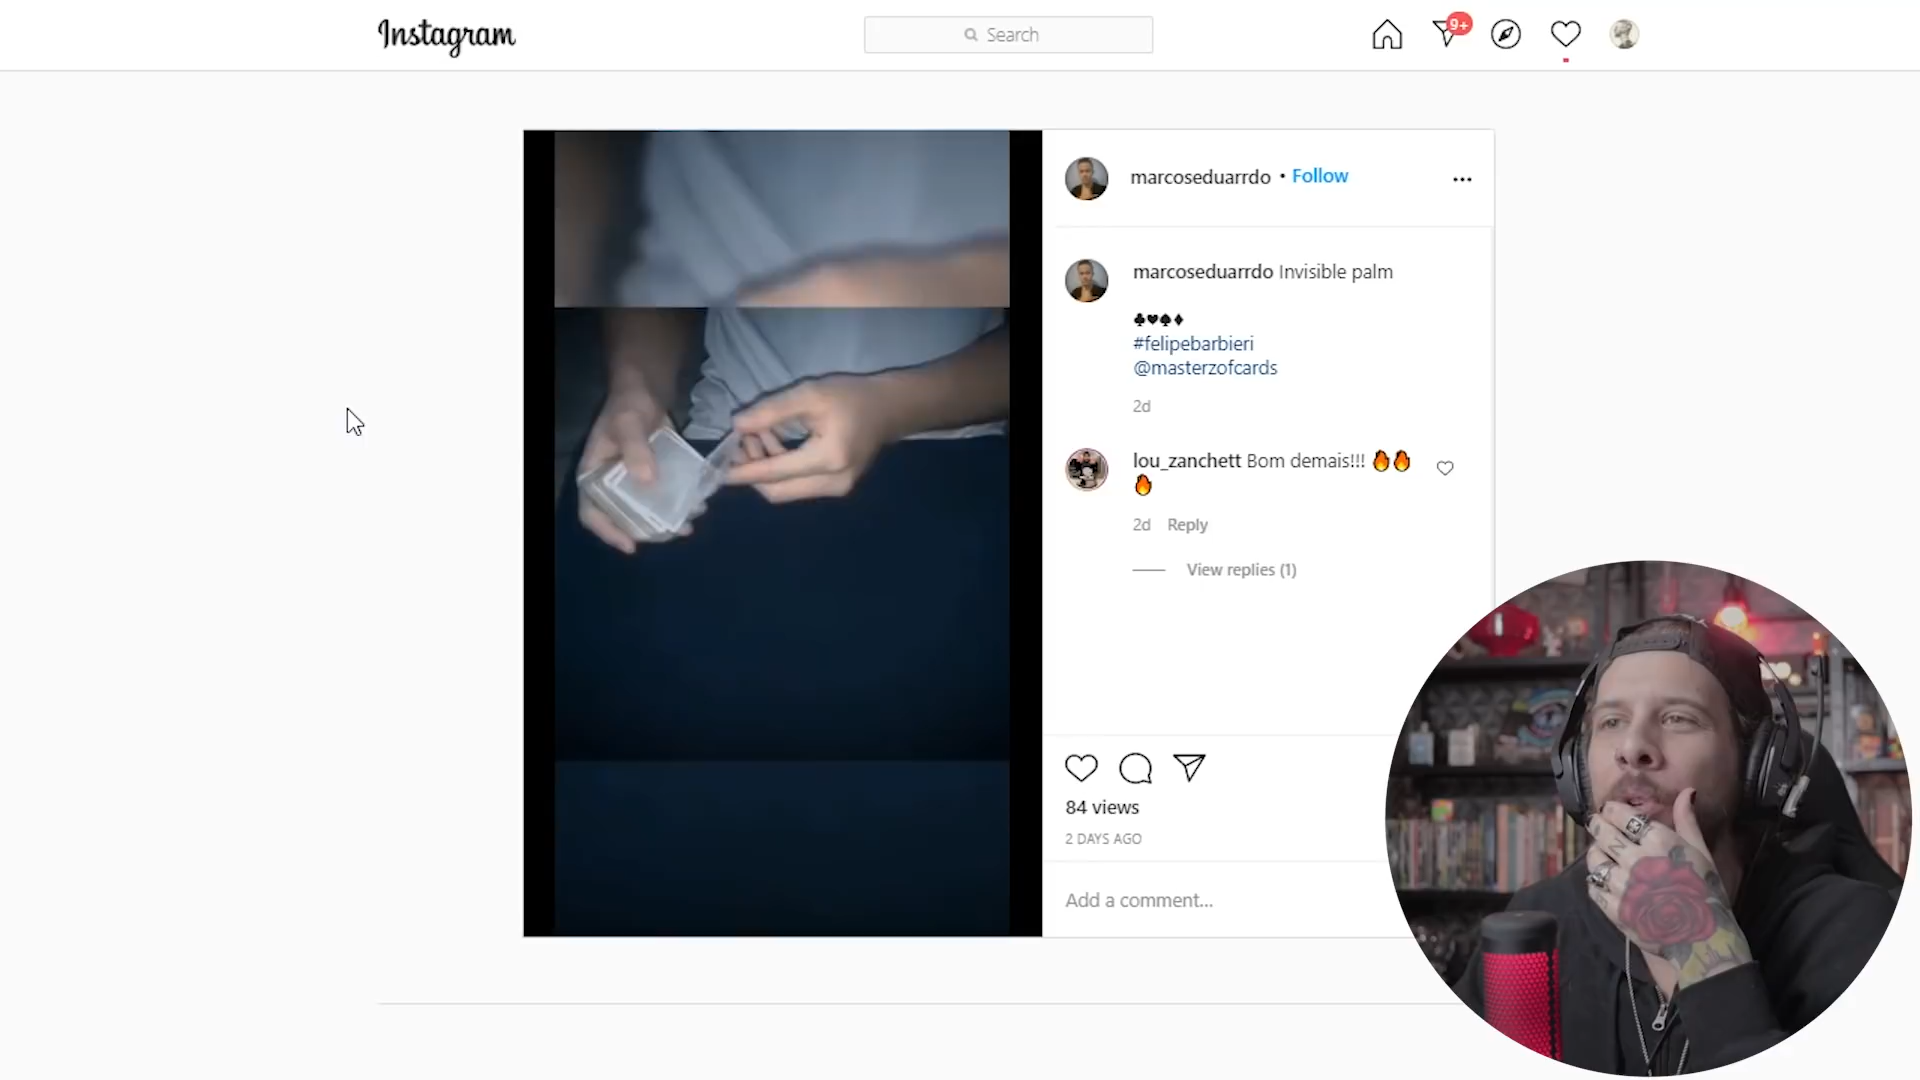 Instagram
Search
9+
marcoseduarrdo • Follow
marcoseduarrdo Invisible palm
♣♥♠♦
#felipebarbieri
@masterzofcards
2d
lou_zanchett Bom demais!!! 🔥🔥
🔥
2d Reply
View replies (1)
84 views
2 DAYS AGO
Add a comment...